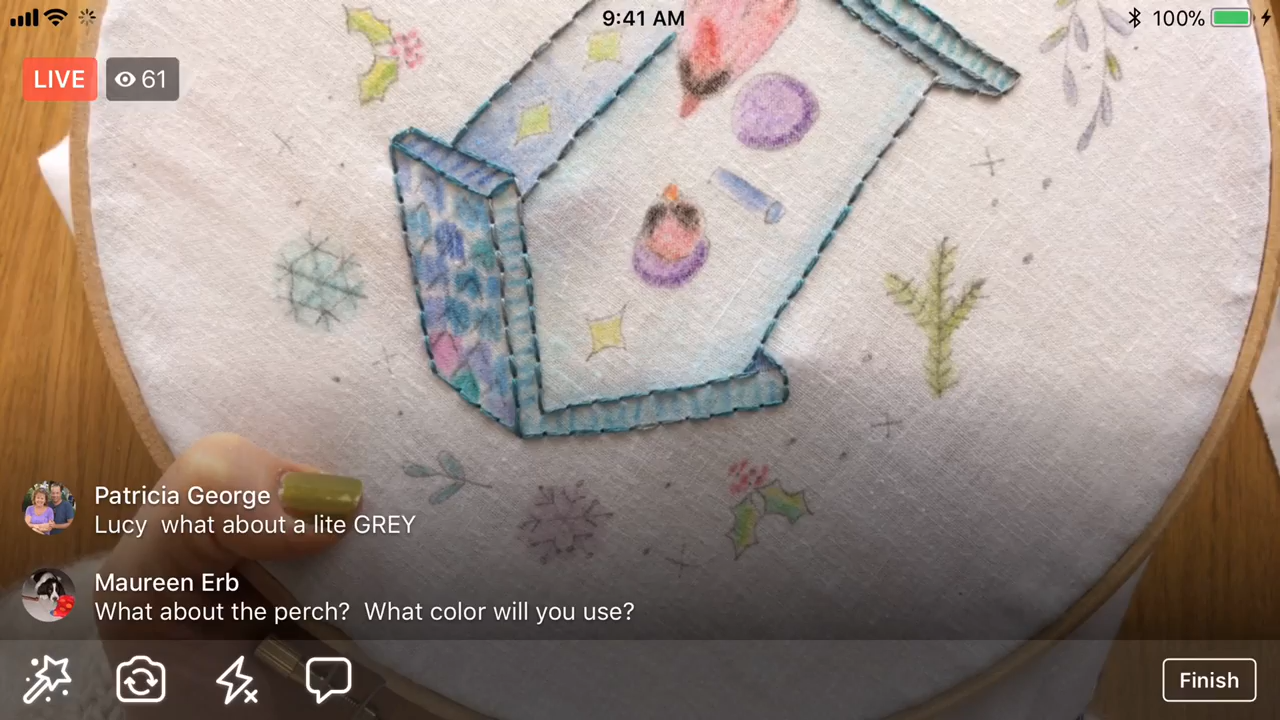 9:41 AM
100%
LIVE
61
Patricia George
Lucy  what about a lite GREY
Maureen Erb
What about the perch?  What color will you use?
Finish